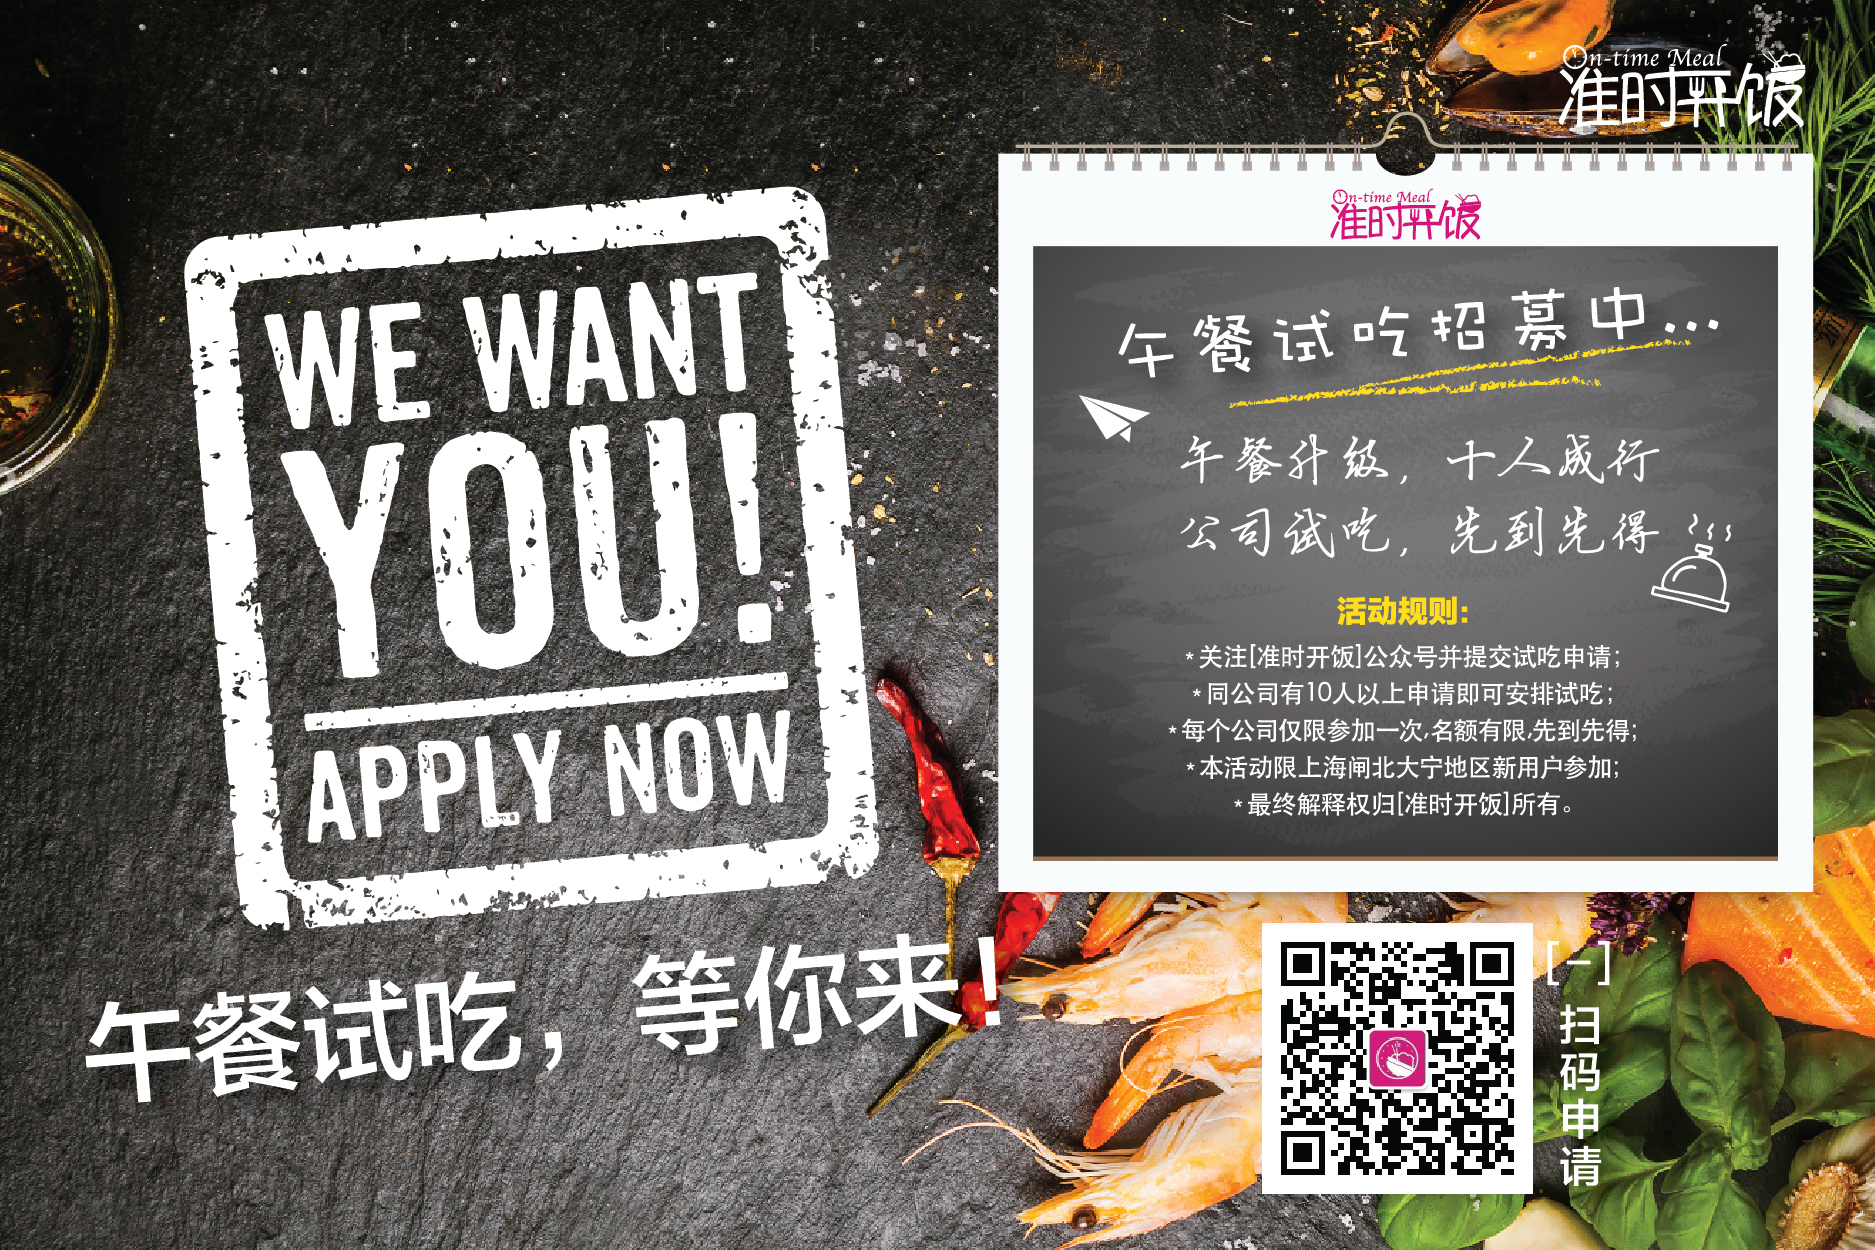 On-time Meal
准时开饭
WE WANT
YOU!
APPLY NOW
午餐试吃，等你来！
On-time Meal
准时开饭
午餐试吃招募中...
午餐升级，十人成行
公司试吃，先到先得
活动规则:
*关注[准时开饭]公众号并提交试吃申请；
*同公司有10人以上申请即可安排试吃；
*每个公司仅限参加一次,名额有限,先到先得；
*本活动限上海闸北大宁地区新用户参加；
*最终解释权归[准时开饭]所有。
[一]
扫码申请